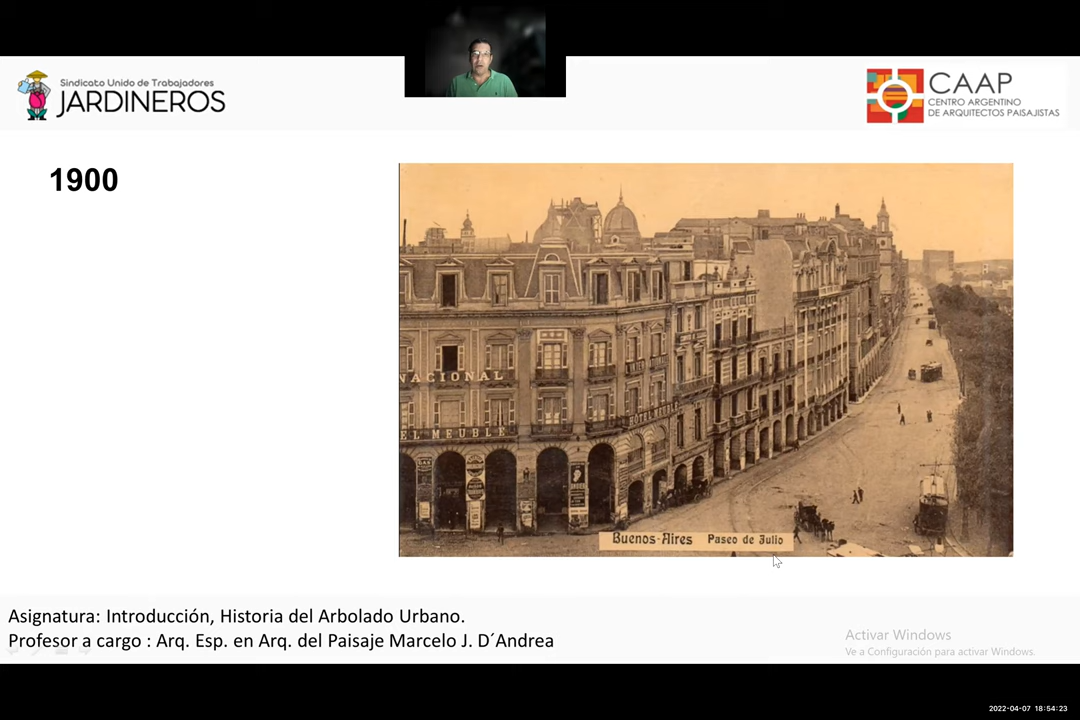 Sindicato Unido de Trabajadores
JARDINEROS
CAAP
CENTRO ARGENTINO
DE ARQUITECTOS PAISAJISTAS
1900
NACIONAL
EL MEUBLE
HOTEL
Buenos-Aires Paseo de Julio
Asignatura: Introducción, Historia del Arbolado Urbano.
Profesor a cargo : Arq. Esp. en Arq. del Paisaje Marcelo J. D´Andrea
Activar Windows
Ve a Configuración para activar Windows.
2022-04-07 18:54:23